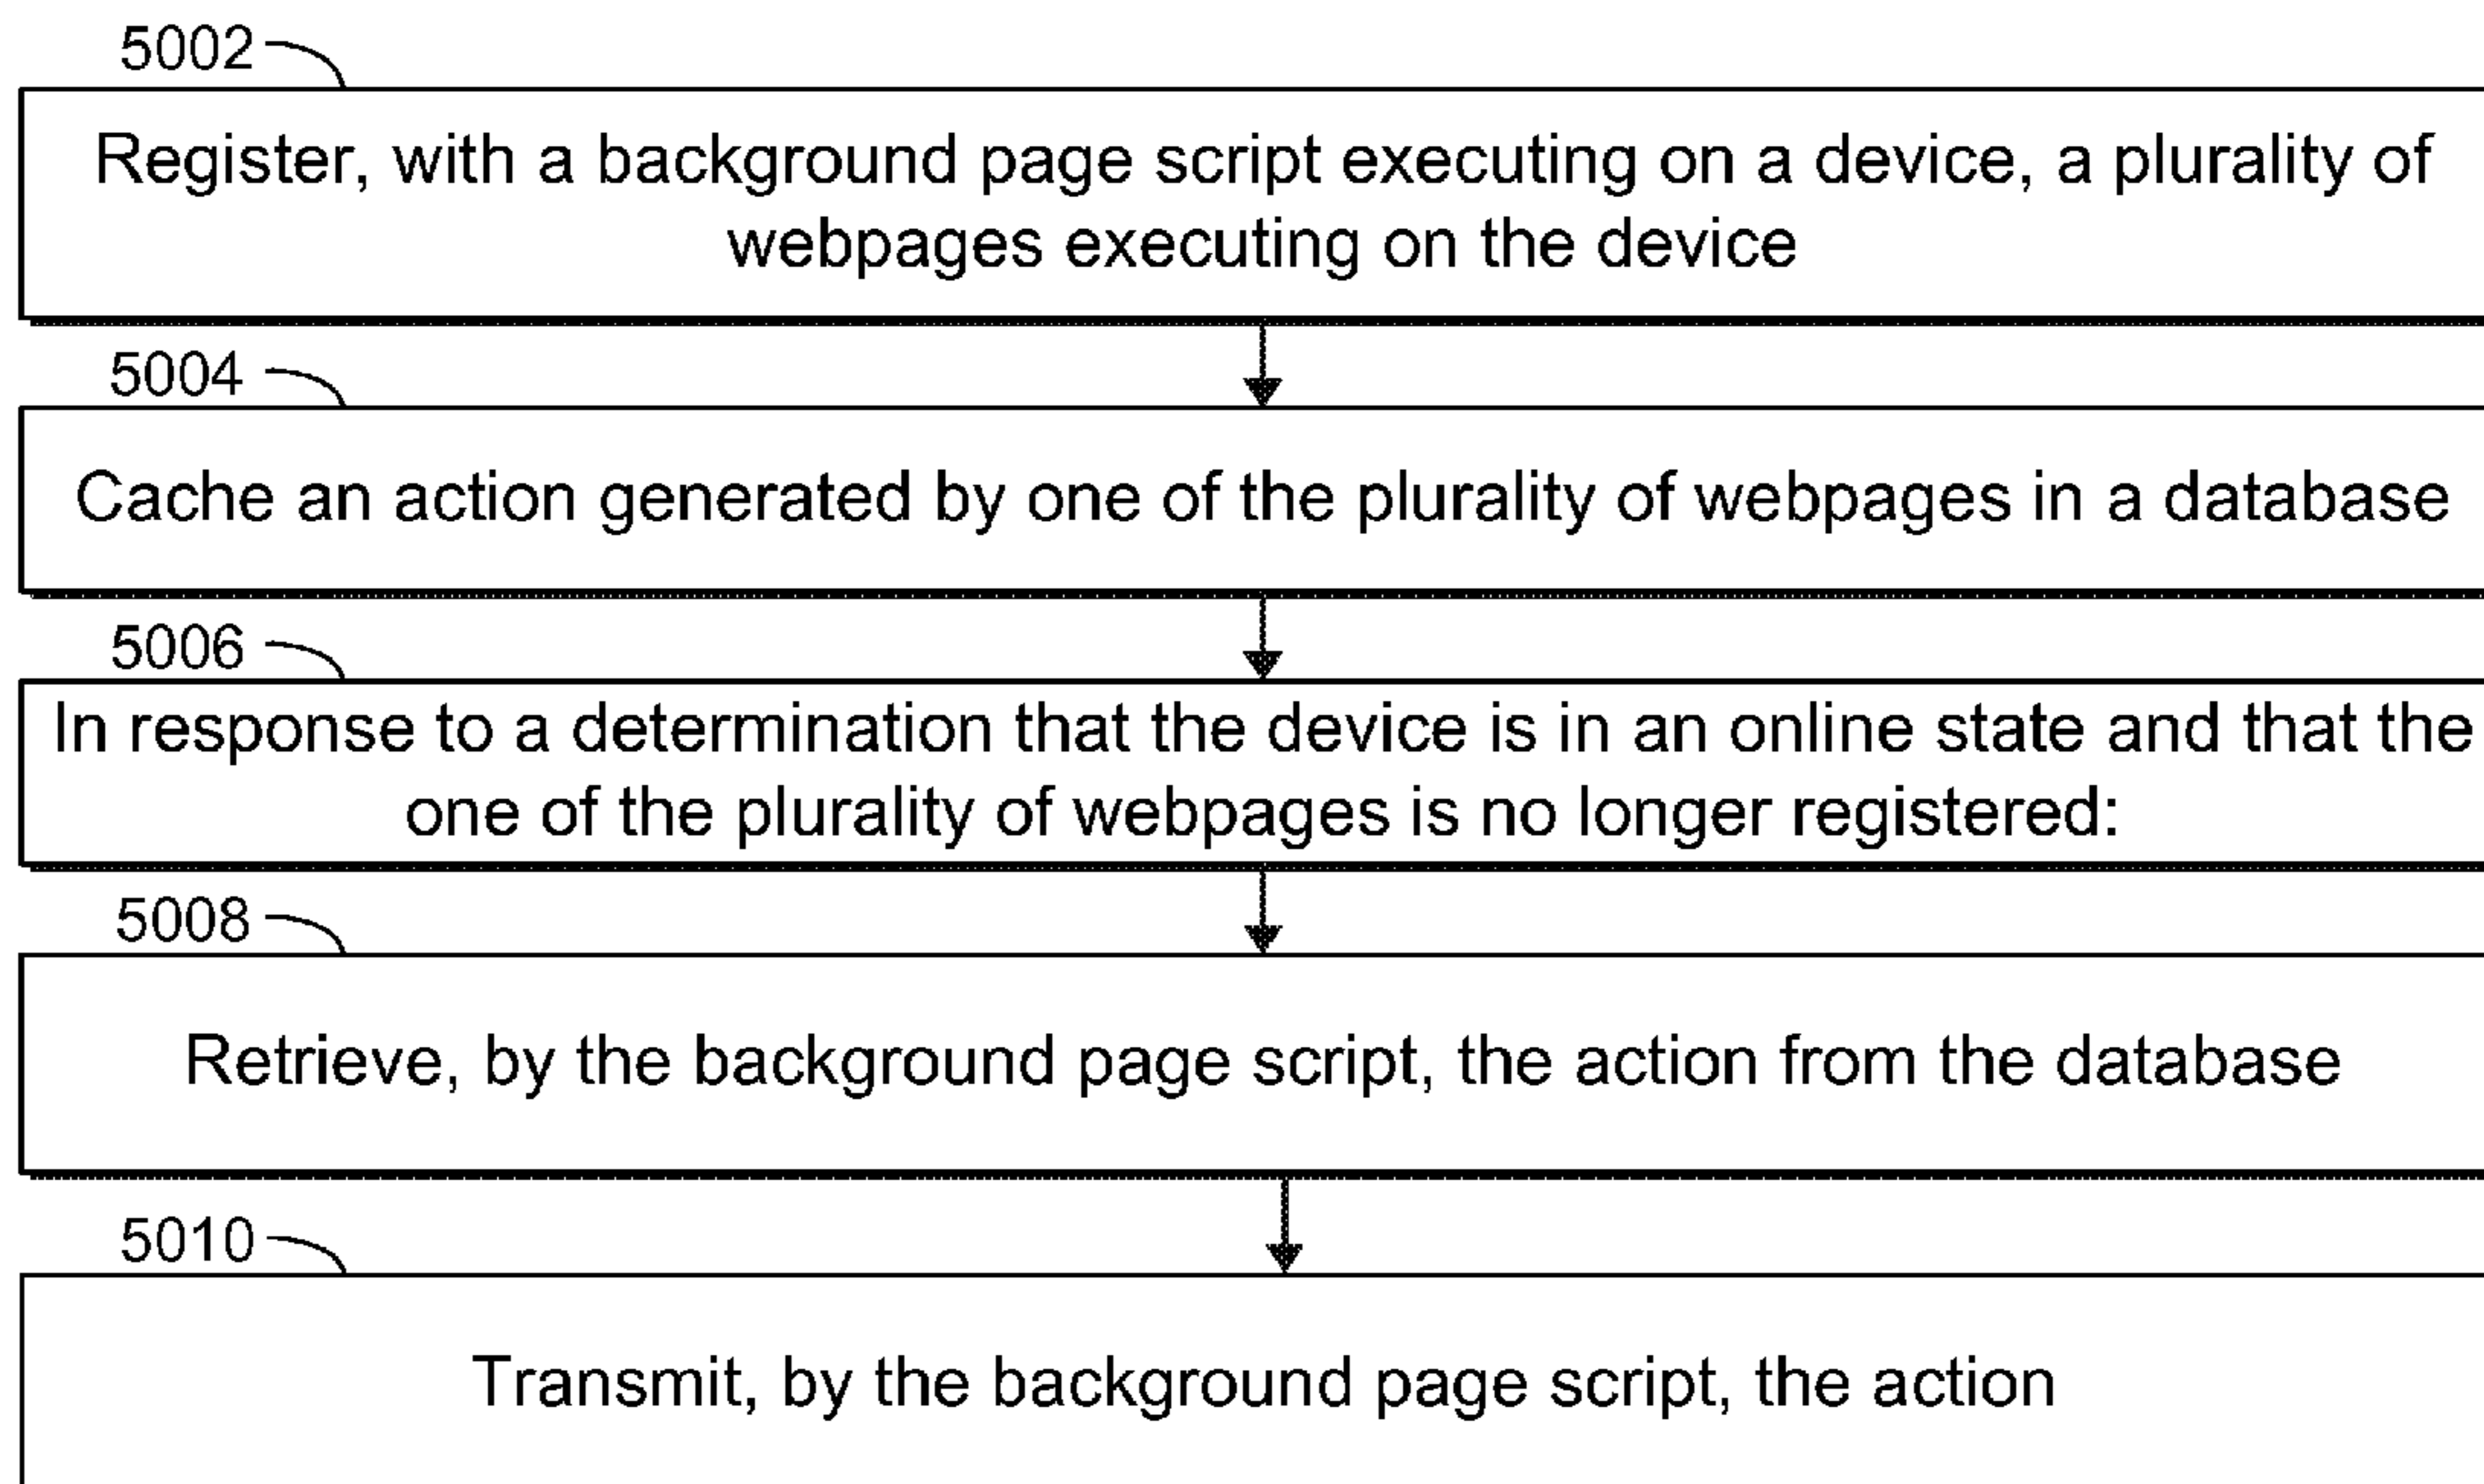 5002
Register, with a background page script executing on a device, a plurality of
webpages executing on the device
5004
Cache an action generated by one of the plurality of webpages in a database
5006
In response to a determination that the device is in an online state and that the
one of the plurality of webpages is no longer registered:
5008
Retrieve, by the background page script, the action from the database
5010
Transmit, by the background page script, the action